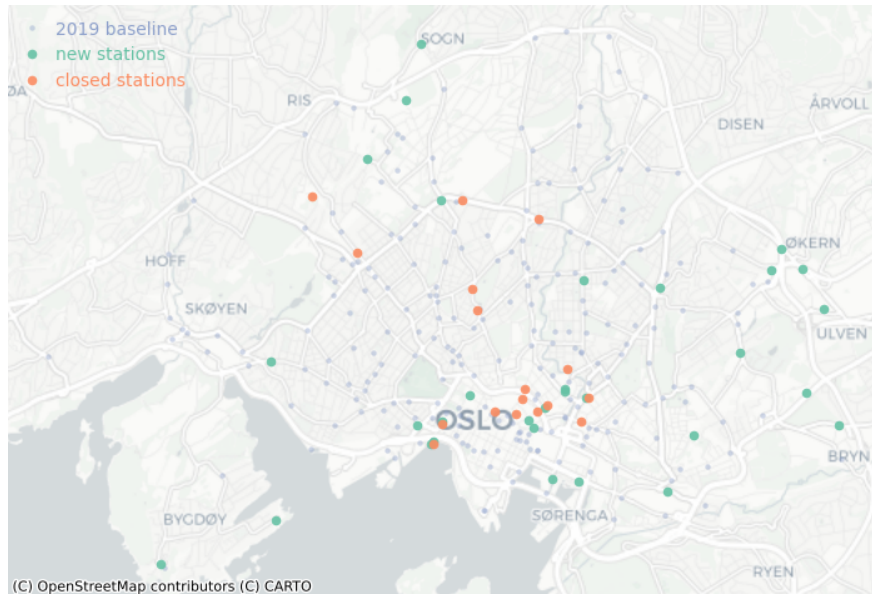 2019 baseline
new stations
closed stations
SOGN
RIS
ÅRVOLL
DISEN
ØA
ØKERN
HOFF
SKØYEN
ULVEN
OSLO
BRYN
BYGDØY
SØRENGA
RYEN
(C) OpenStreetMap contributors (C) CARTO